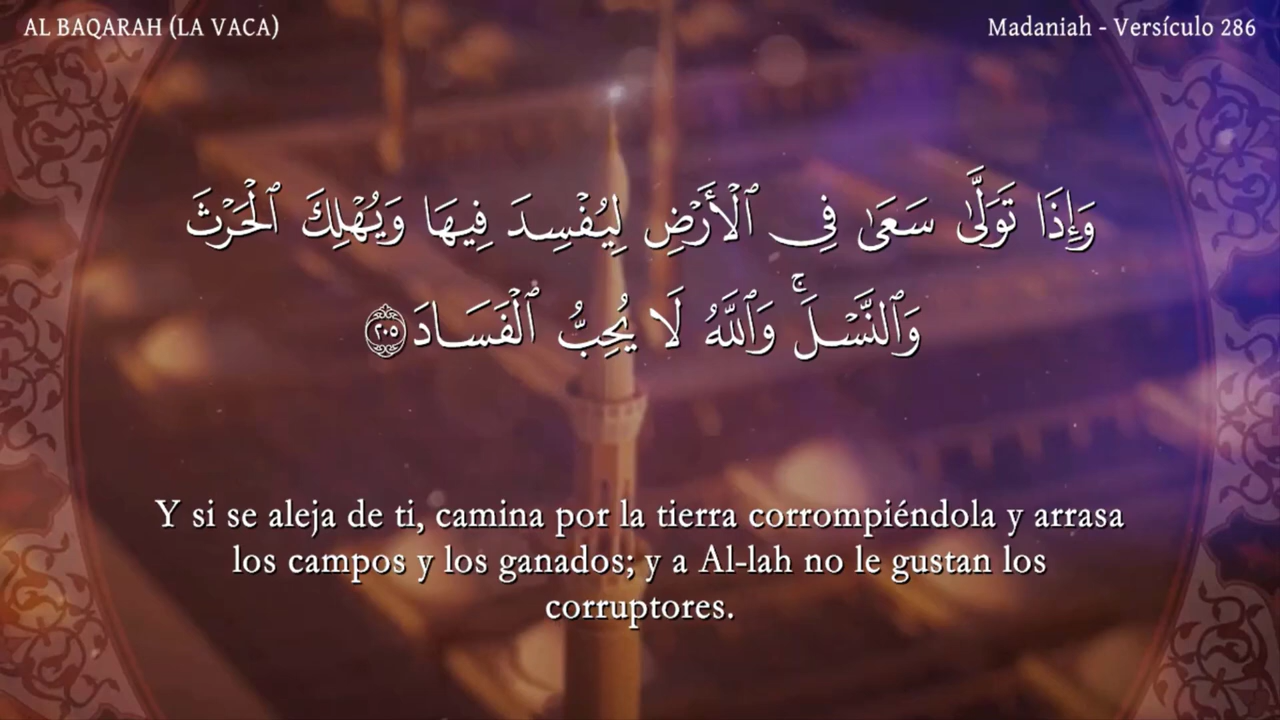 AL BAQARAH (LA VACA)
Madaniah - Versículo 286
وَإِذَا تَوَلَّىٰ سَعَىٰ فِي ٱلْأَرْضِ لِيُفْسِدَ فِيهَا وَيُهْلِكَ ٱلْحَرْثَ
وَٱلنَّسْلَ ۚ وَٱللَّهُ لَا يُحِبُّ ٱلْفَسَادَ ٢٠٥
Y si se aleja de ti, camina por la tierra corrompiéndola y arrasa
los campos y los ganados; y a Al-lah no le gustan los
corruptores.